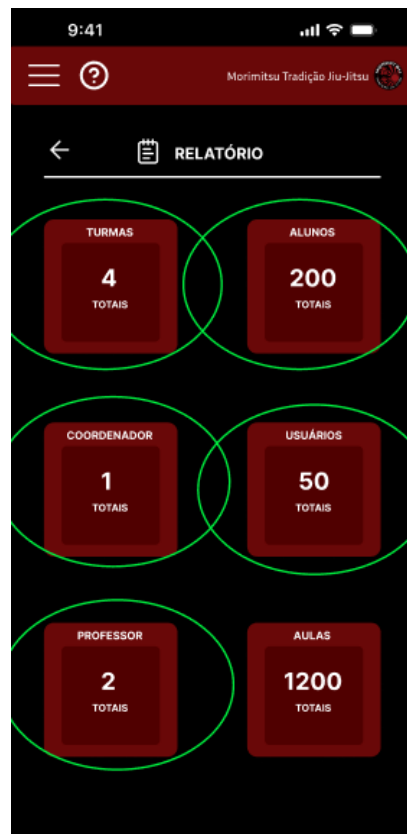 9:41
Morimitsu Tradição Jiu-Jitsu
RELATÓRIO
TURMAS
4
TOTAIS
ALUNOS
200
TOTAIS
COORDENADOR
1
TOTAIS
USUÁRIOS
50
TOTAIS
PROFESSOR
2
TOTAIS
AULAS
1200
TOTAIS